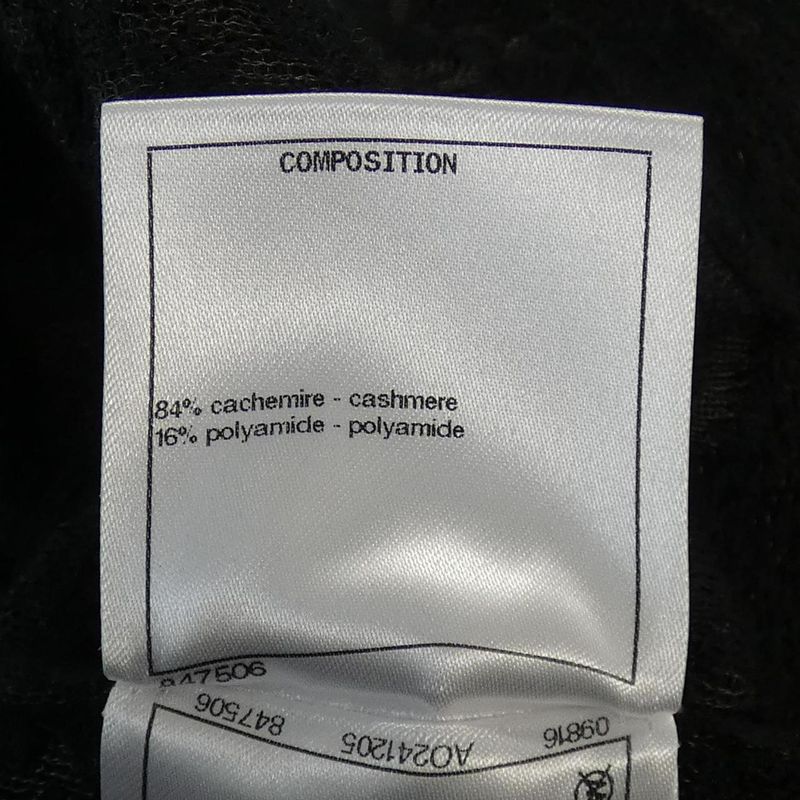 COMPOSITION
84% cachemire - cashmere
16% polyamide - polyamide
847506
09816 AO241205 847506